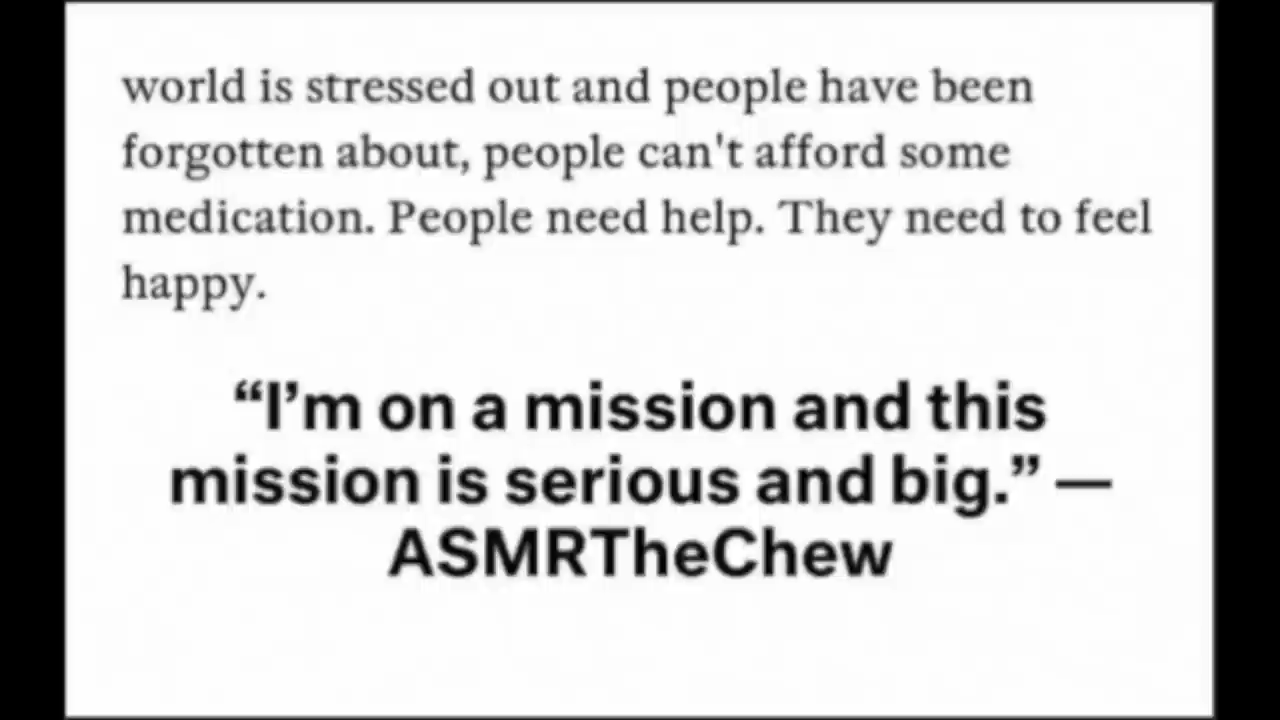 world is stressed out and people have been
forgotten about, people can't afford some
medication. People need help. They need to feel
happy.
“I’m on a mission and this
mission is serious and big.” —
ASMRTheChew